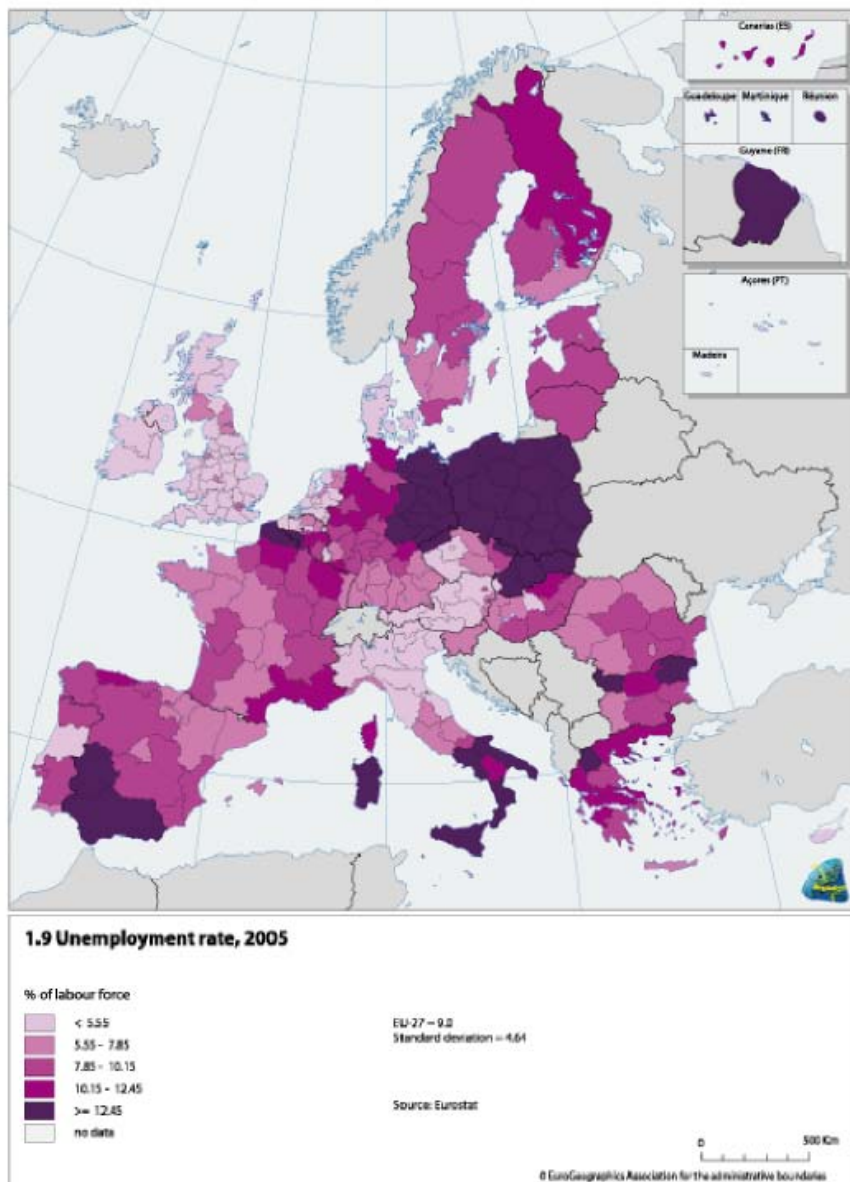 Canarias (ES)
Guadeloupe Martinique Réunion
Guyane (FR)
Açores (PT)
Madeira
1.9 Unemployment rate, 2005
% of labour force
< 5.55
5.55 - 7.85
7.85 - 10.15
10.15 - 12.45
>= 12.45
no data
EU-27 = 9.0
Standard deviation = 4.64
Source: Eurostat
0 500 Km
© EuroGeographics Association for the administrative boundaries